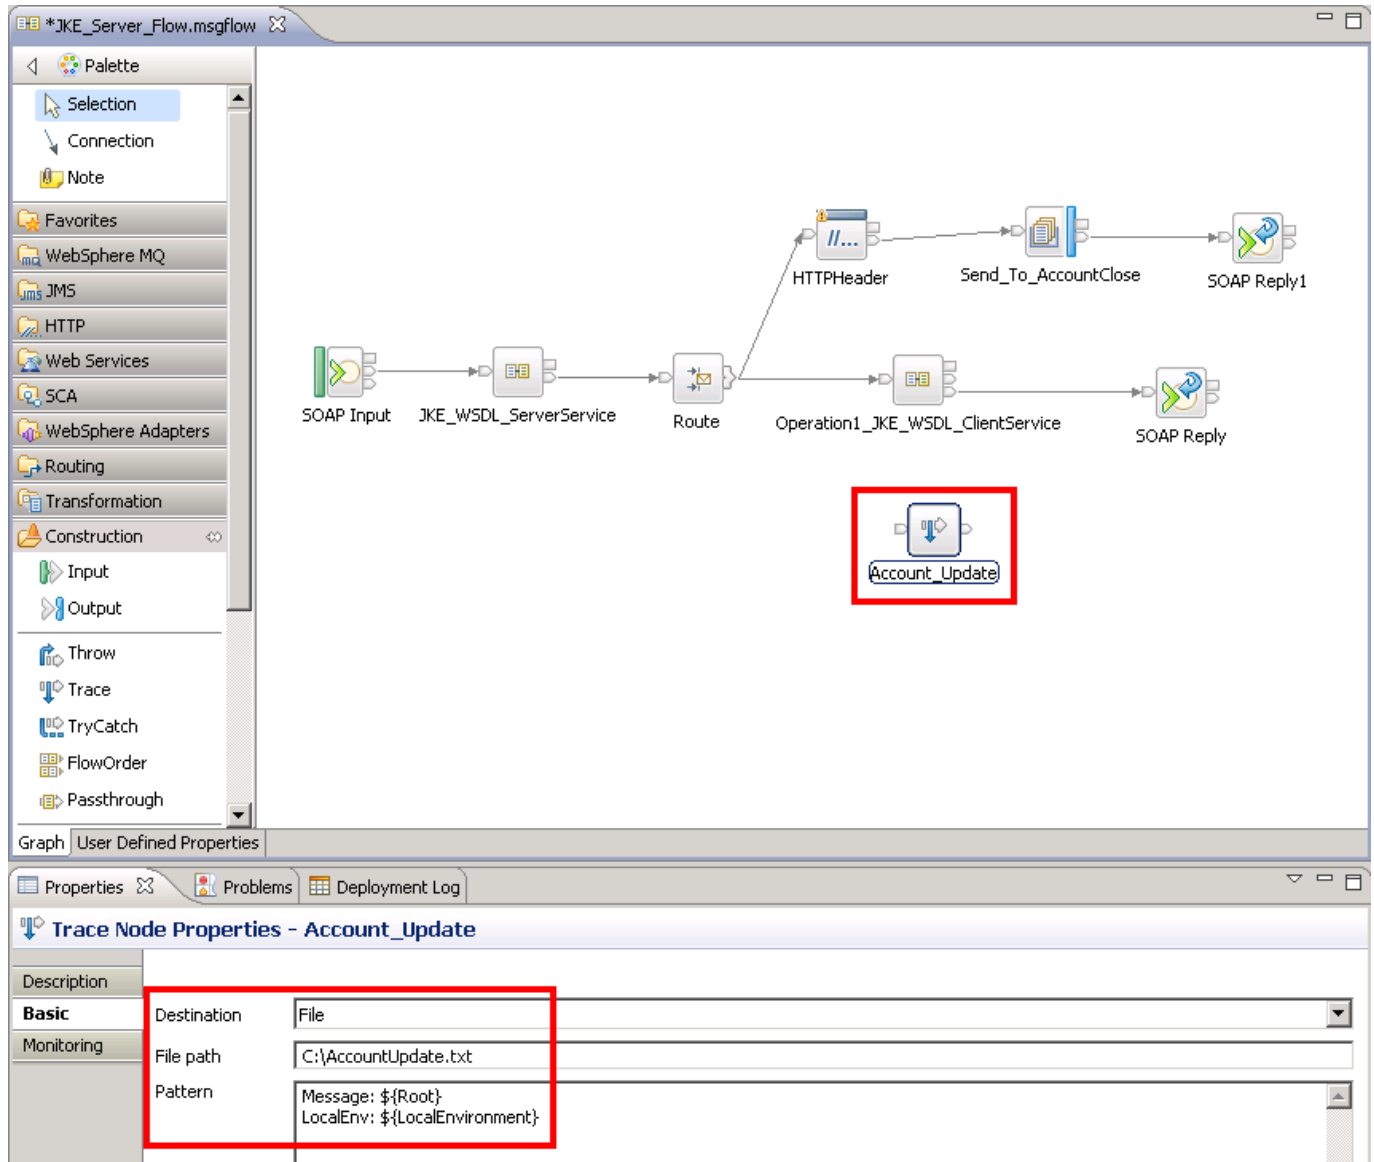 *JKE_Server_Flow.msgflow
Palette
Selection
Connection
Note
Favorites
WebSphere MQ
JMS
HTTP
Web Services
SCA
WebSphere Adapters
Routing
Transformation
Construction
Input
Output
Throw
Trace
TryCatch
FlowOrder
Passthrough
HTTPHeader
Send_To_AccountClose
SOAP Reply1
SOAP Input
JKE_WSDL_ServerService
Route
Operation1_JKE_WSDL_ClientService
SOAP Reply
Account_Update
Graph User Defined Properties
Properties Problems Deployment Log
Trace Node Properties - Account_Update
Description
Basic
Monitoring
Destination File
File path C:\AccountUpdate.txt
Pattern Message: ${Root}
LocalEnv: ${LocalEnvironment}